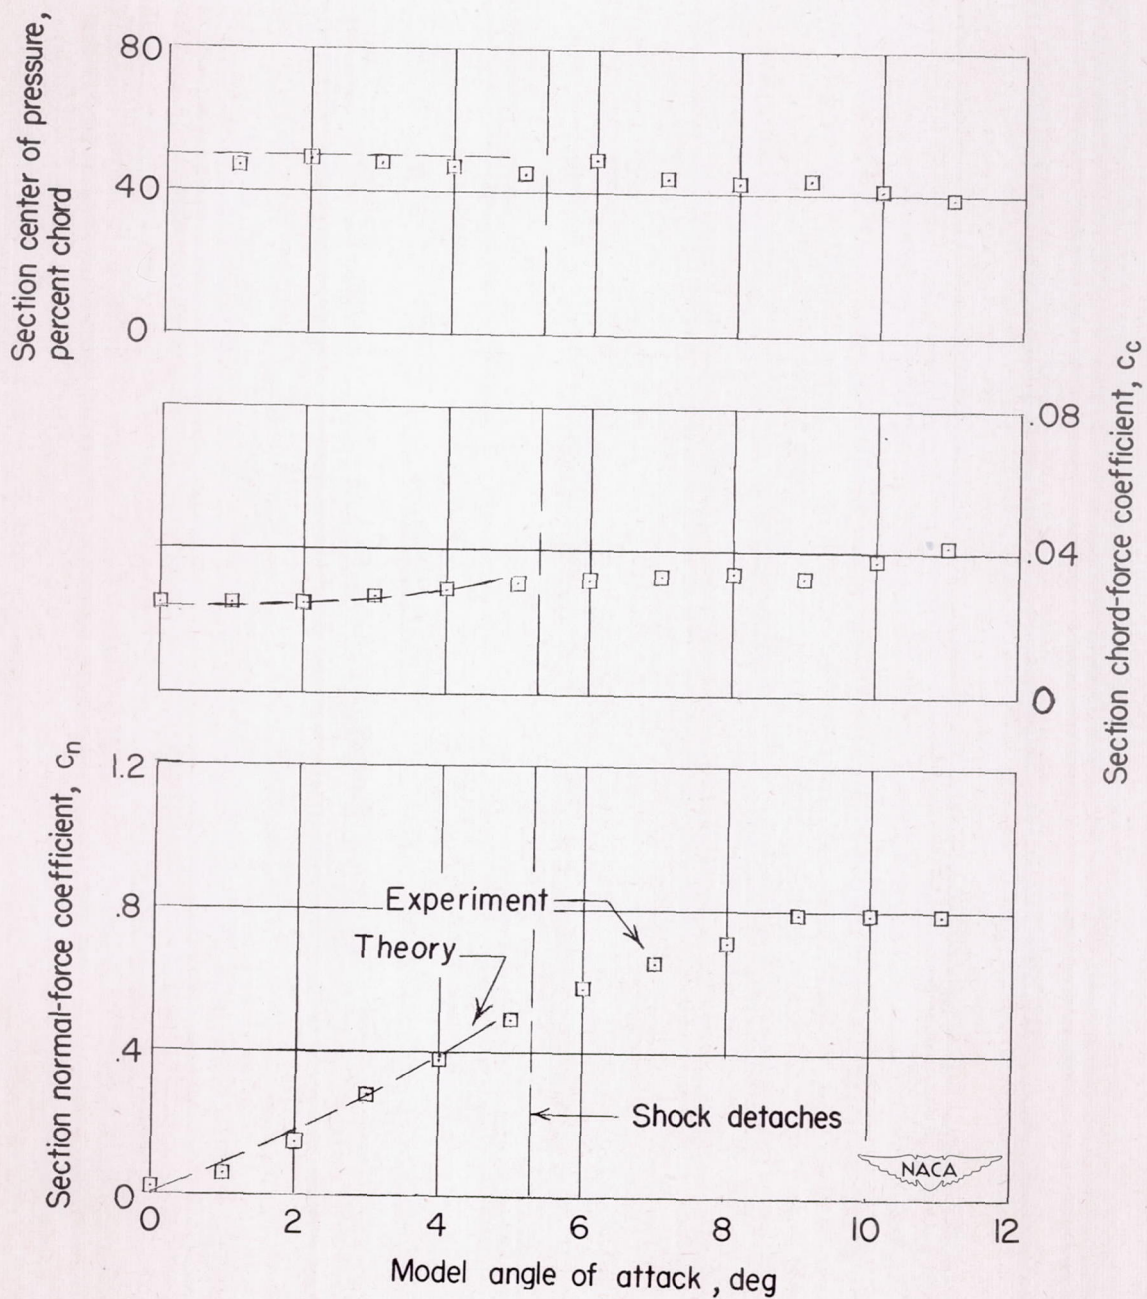 Section center of pressure,
percent chord
80
40
0
Section chord-force coefficient, cc
.08
.04
0
Section normal-force coefficient, cn
1.2
.8
.4
0
Experiment
Theory
Shock detaches
NACA
0 2 4 6 8 10 12
Model angle of attack , deg